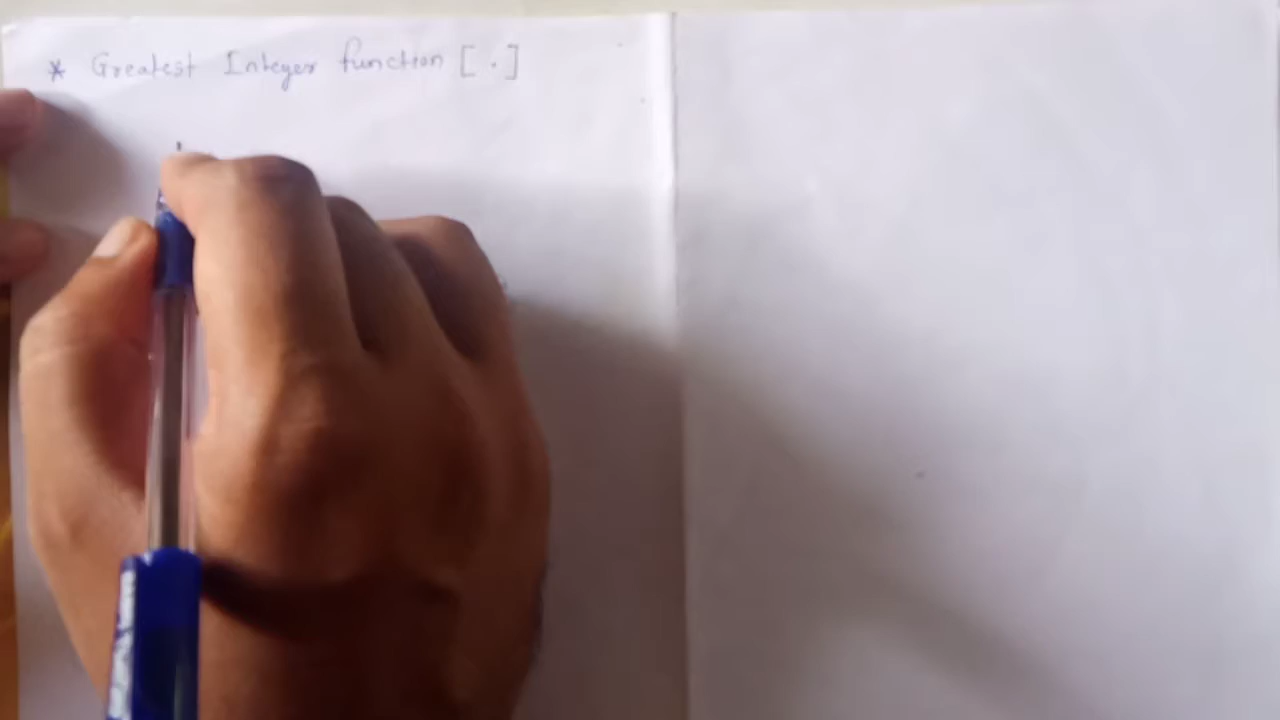 * Greatest Integer function [ . ]